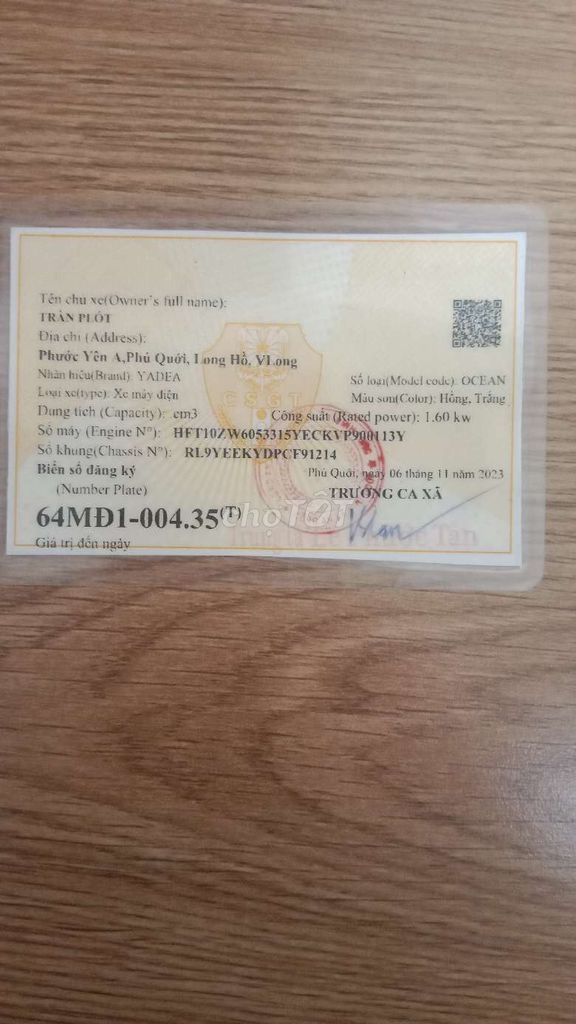 Tên chủ xe(Owner's full name):
TRẦN PLÓT
Địa chỉ (Address):
Phước Yên A,Phú Quới, Long Hồ, VLong
Nhãn hiệu(Brand): YADEA
Số loại(Model code): OCEAN
Loại xe(type): Xe máy điện
Màu sơn(Color): Hồng, Trắng
Dung tích (Capacity): cm3
Công suất (Rated power): 1.60 kw
Số máy (Engine N°): HFT10ZW6053315YECKVP900113Y
Số khung(Chassis N°): RL9YEEKYDPCF91214
Biển số đăng ký
Phú Quới, ngày 06 tháng 11 năm 2023
(Number Plate)
TRƯỞNG CA XÃ
64MĐ1-004.35(T)
Giá trị đến ngày
CSGT
chợTỐT